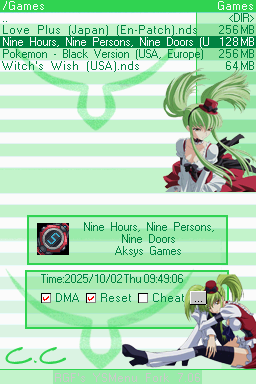 /Games Games
.. <DIR>
Love Plus (Japan) (En-Patch).nds 256MB
Nine Hours, Nine Persons, Nine Doors (U 128MB
Pokemon - Black Version (USA, Europe) 256MB
Witch's Wish (USA).nds 64MB
Nine Hours, Nine Persons,
Nine Doors
Aksys Games
Time:2025/10/02 Thu 09:49:06
DMA Reset Cheat ...
C.C